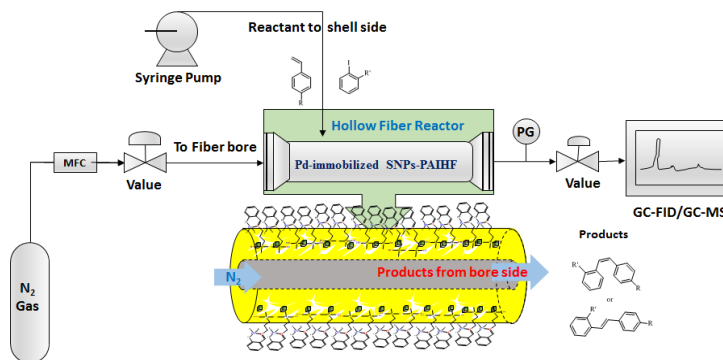 Reactant to shell side
Syringe Pump
R
I
R'
Hollow Fiber Reactor
To Fiber bore
PG
MFC
Pd-immobilized SNPs-PAIHF
Value
Value
GC-FID/GC-MS
Products
N2
Products from bore side
N2
Gas
R'
R
or
R'
R